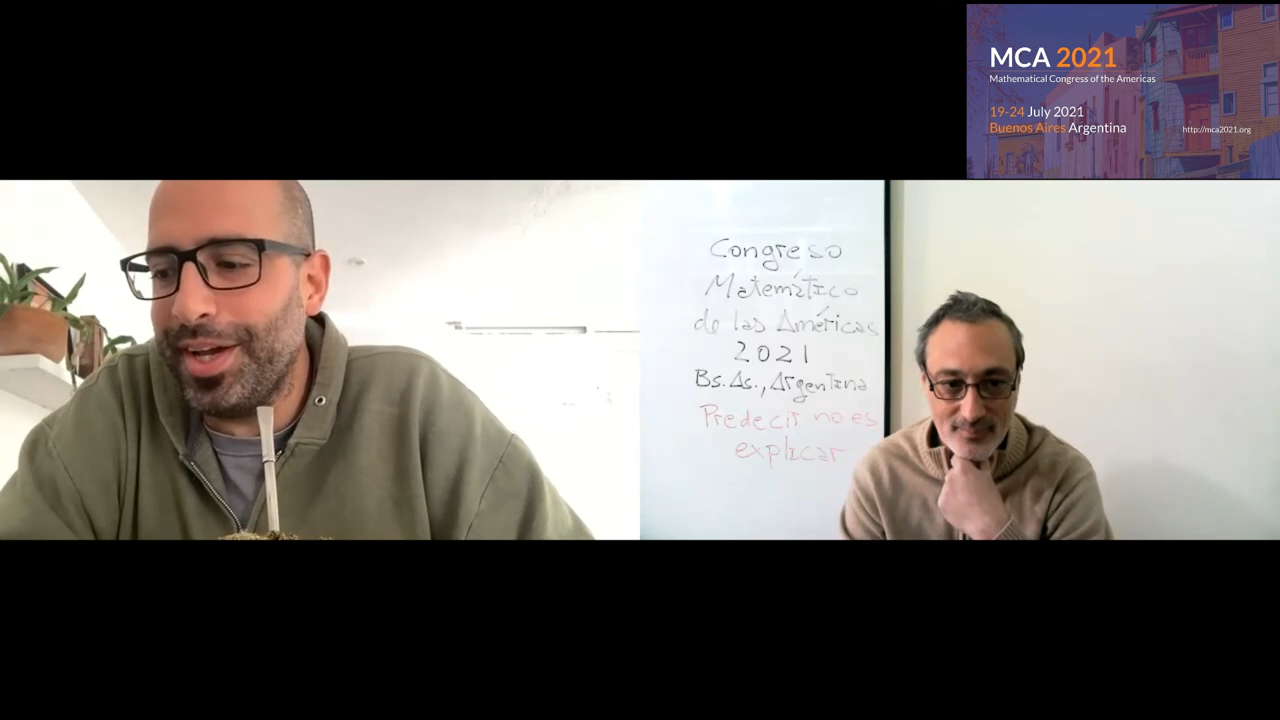 MCA 2021
Mathematical Congress of the Americas
19-24 July 2021
Buenos Aires Argentina
http://mca2021.org
Congreso
Matemático
de las Américas
2021
Bs.As., Argentina
Predecir no es
explicar